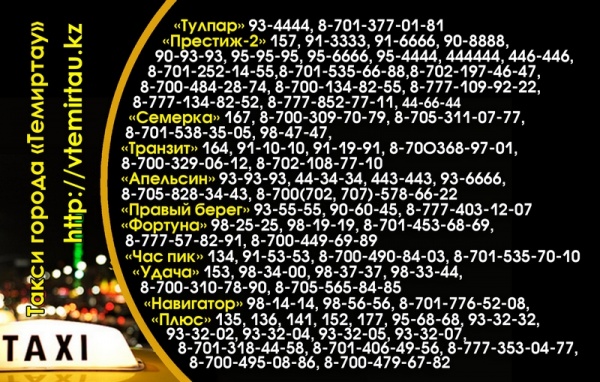 Такси города «Темиртау»
http://vtemirtau.kz
«Тулпар» 93-4444, 8-701-377-01-81
«Престиж-2» 157, 91-3333, 91-6666, 90-8888,
90-93-93, 95-95-95, 95-6666, 95-4444, 444444, 446-446,
8-701-252-14-55,8-701-535-66-88,8-702-197-46-47,
8-700-484-28-74, 8-700-134-82-55, 8-777-109-92-22,
8-777-134-82-52, 8-777-852-77-11, 44-66-44
«Семерка» 167, 8-700-309-70-79, 8-705-311-07-77,
8-701-538-35-05, 98-47-47,
«Транзит» 164, 91-10-10, 91-19-91, 8-70О368-97-01,
8-700-329-06-12, 8-702-108-77-10
«Апельсин» 93-93-93, 44-34-34, 443-443, 93-6666,
8-705-828-34-43, 8-700(702, 707)-578-66-22
«Правый берег» 93-55-55, 90-60-45, 8-777-403-12-07
«Фортуна» 98-25-25, 98-19-19, 8-701-453-68-69,
8-777-57-82-91, 8-700-449-69-89
«Час пик» 134, 91-53-53, 8-700-490-84-03, 8-701-535-70-10
«Удача» 153, 98-34-00, 98-37-37, 98-33-44,
8-700-310-78-90, 8-705-565-84-85
«Навигатор» 98-14-14, 98-56-56, 8-701-776-52-08,
«Плюс» 135, 136, 141, 152, 177, 95-68-68, 93-32-32,
93-32-02, 93-32-04, 93-32-05, 93-32-07,
8-701-318-44-58, 8-701-406-49-56, 8-777-353-04-77,
8-700-495-08-86, 8-700-479-67-82
TAXI